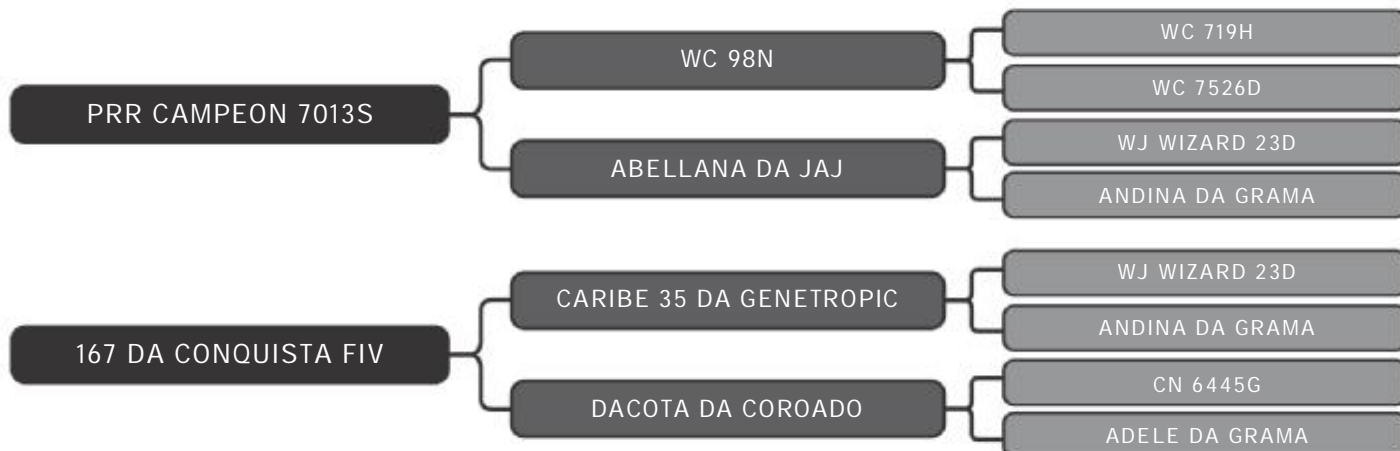 PRR CAMPEON 7013S
WC 98N
WC 719H
WC 7526D
ABELLANA DA JAJ
WJ WIZARD 23D
ANDINA DA GRAMA
167 DA CONQUISTA FIV
CARIBE 35 DA GENETROPIC
WJ WIZARD 23D
ANDINA DA GRAMA
DACOTA DA COROADO
CN 6445G
ADELE DA GRAMA